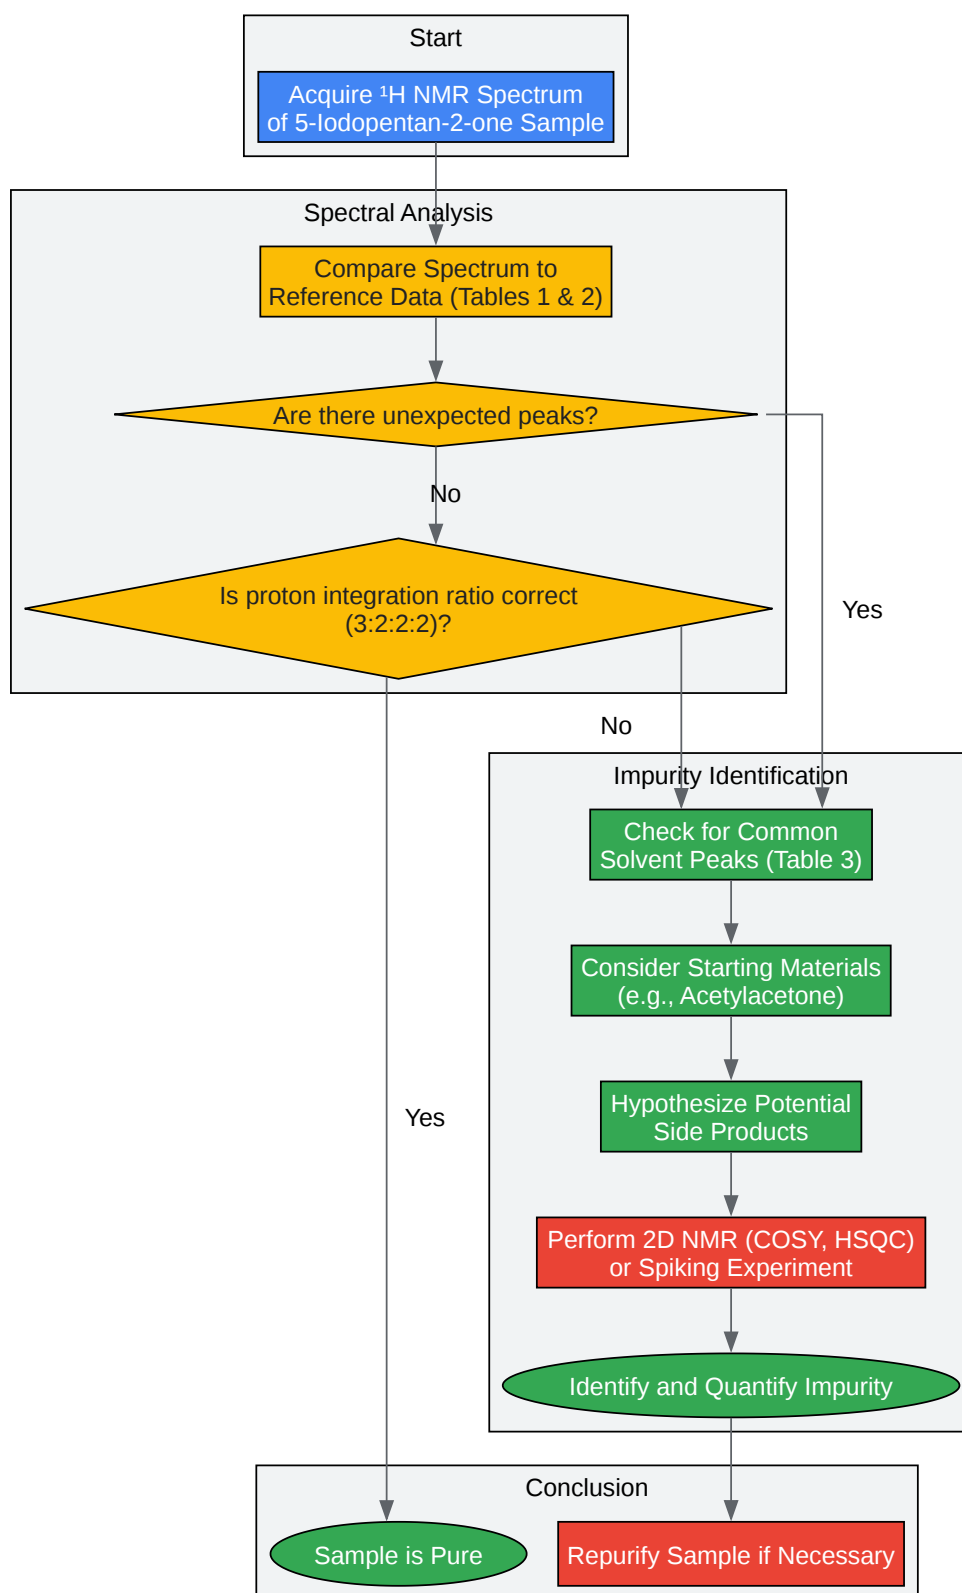 Start
Acquire ¹H NMR Spectrum
of 5-Iodopentan-2-one Sample
Spectral Analysis
Compare Spectrum to
Reference Data (Tables 1 & 2)
Are there unexpected peaks?
No
Is proton integration ratio correct
(3:2:2:2)?
Yes
No
Impurity Identification
Check for Common
Solvent Peaks (Table 3)
Consider Starting Materials
(e.g., Acetylacetone)
Hypothesize Potential
Side Products
Yes
Perform 2D NMR (COSY, HSQC)
or Spiking Experiment
Identify and Quantify Impurity
Conclusion
Sample is Pure
Repurify Sample if Necessary